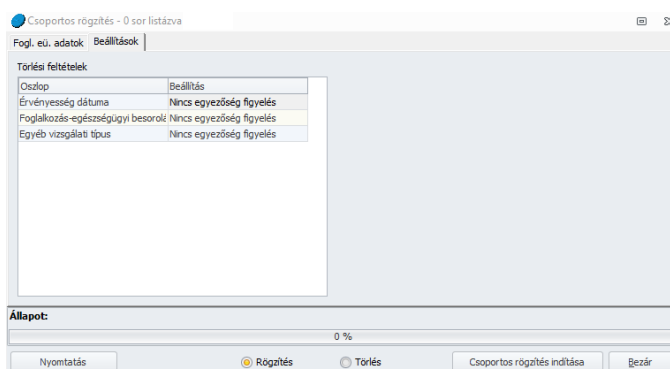 Csoportos rögzítés - 0 sor listázva
Fogl. eü. adatok Beállítások
Törlési feltételek
Oszlop Beállítás
Érvényesség dátuma Nincs egyezőség figyelés
Foglalkozás-egészségügyi besorolá Nincs egyezőség figyelés
Egyéb vizsgálati típus Nincs egyezőség figyelés
Állapot:
0 %
Nyomtatás Rögzítés Törlés Csoportos rögzítés indítása Bezár